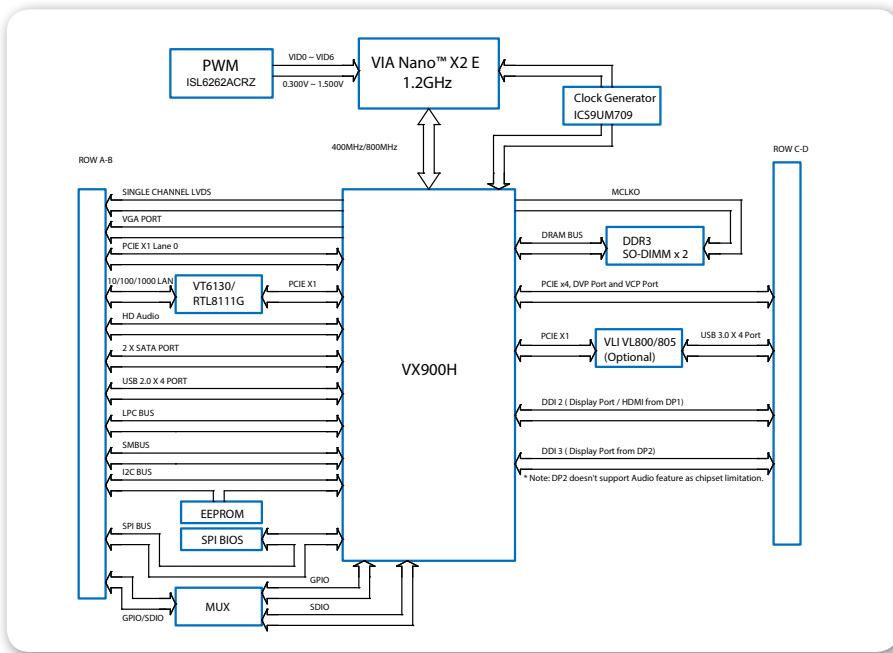 PWM
ISL6262ACRZ
VID0 ~ VID6
0.300V ~ 1.500V
VIA Nano™ X2 E
1.2GHz
Clock Generator
ICS9UM709
400MHz/800MHz
ROW A-B
ROW C-D
SINGLE CHANNEL LVDS
VGA PORT
PCIE X1 Lane 0
10/100/1000 LAN
VT6130/
RTL8111G
PCIE X1
HD Audio
2 X SATA PORT
USB 2.0 X 4 PORT
LPC BUS
SMBUS
I2C BUS
EEPROM
SPI BIOS
SPI BUS
GPIO
MUX
SDIO
GPIO/SDIO
VX900H
MCLKO
DRAM BUS
DDR3
SO-DIMM x 2
PCIE x4, DVP Port and VCP Port
PCIE X1
VLI VL800/805
(Optional)
USB 3.0 X 4 Port
DDI 2 ( Display Port / HDMI from DP1)
DDI 3 ( Display Port from DP2)
* Note: DP2 doesn't support Audio feature as chipset limitation.